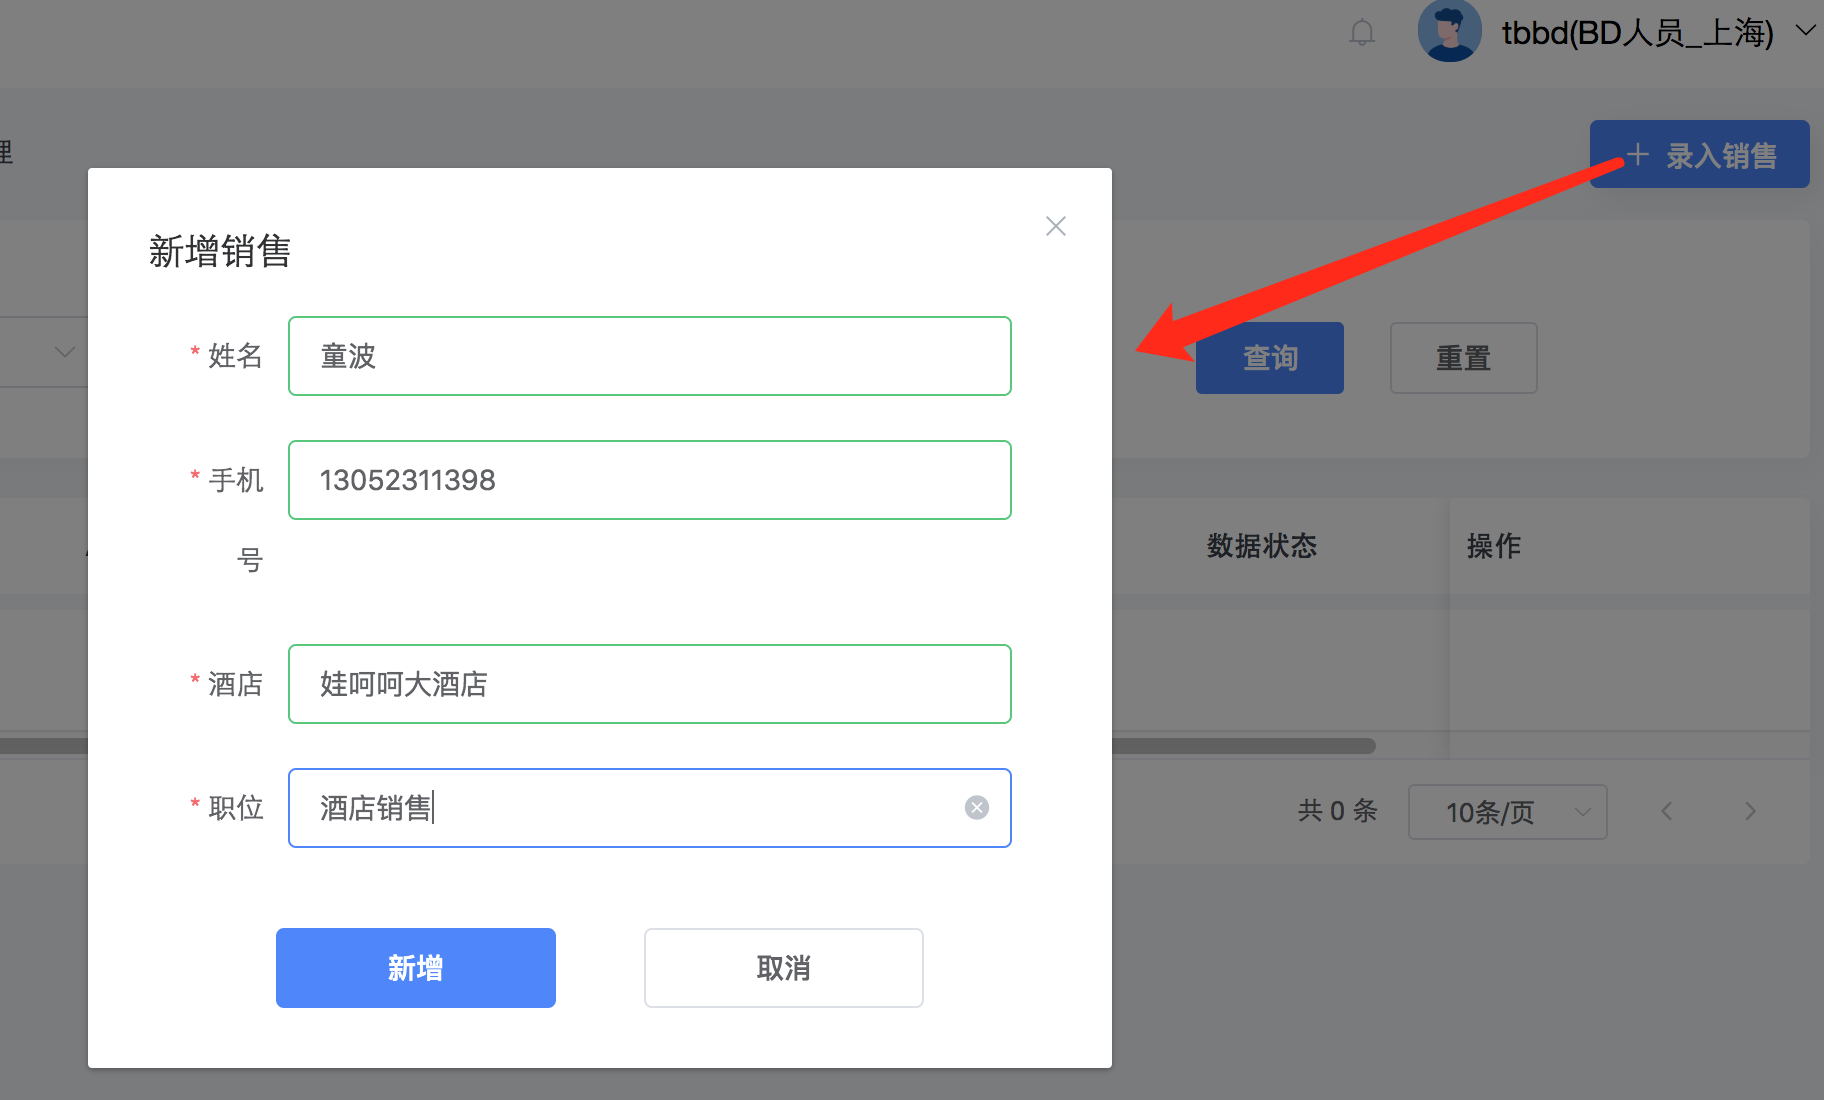 tbbd(BD人员_上海)
理
+ 录入销售
新增销售
* 姓名 童波
查询 重置
* 手机号 13052311398
数据状态 操作
* 酒店 娃呵呵大酒店
* 职位 酒店销售
共 0 条 10条/页
新增 取消